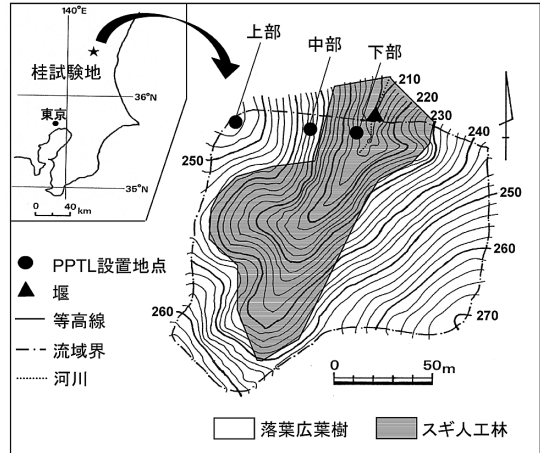 140°E
桂試験地
36°N
東京
35°N
0 40
km
上部
中部
下部
210
220
230
240
250
250
260
260
270
PPTL設置地点
堰
等高線
流域界
河川
0 50m
落葉広葉樹
スギ人工林